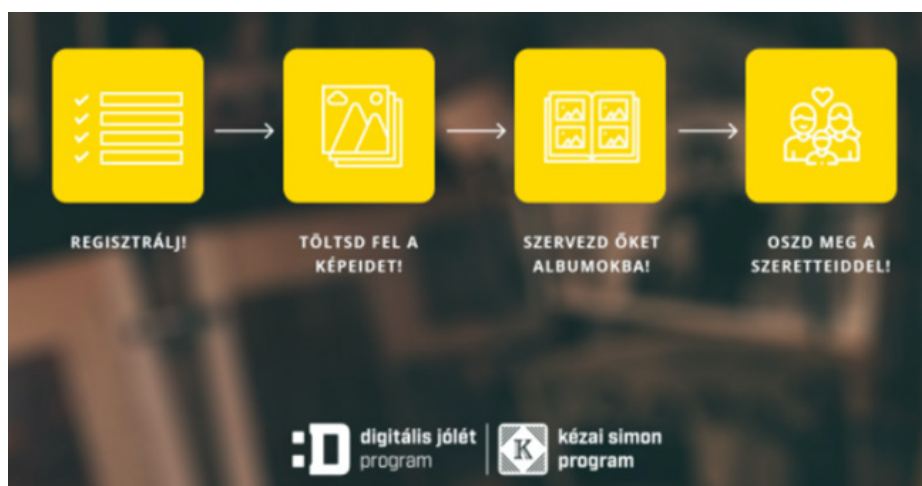 REGISZTRÁLJ!
TÖLTSD FEL A
KÉPEIDET!
SZERVEZD ŐKET
ALBUMOKBA!
OSZD MEG A
SZERETTEIDDEL!
:D digitális jólét
program
K kézai simon
program